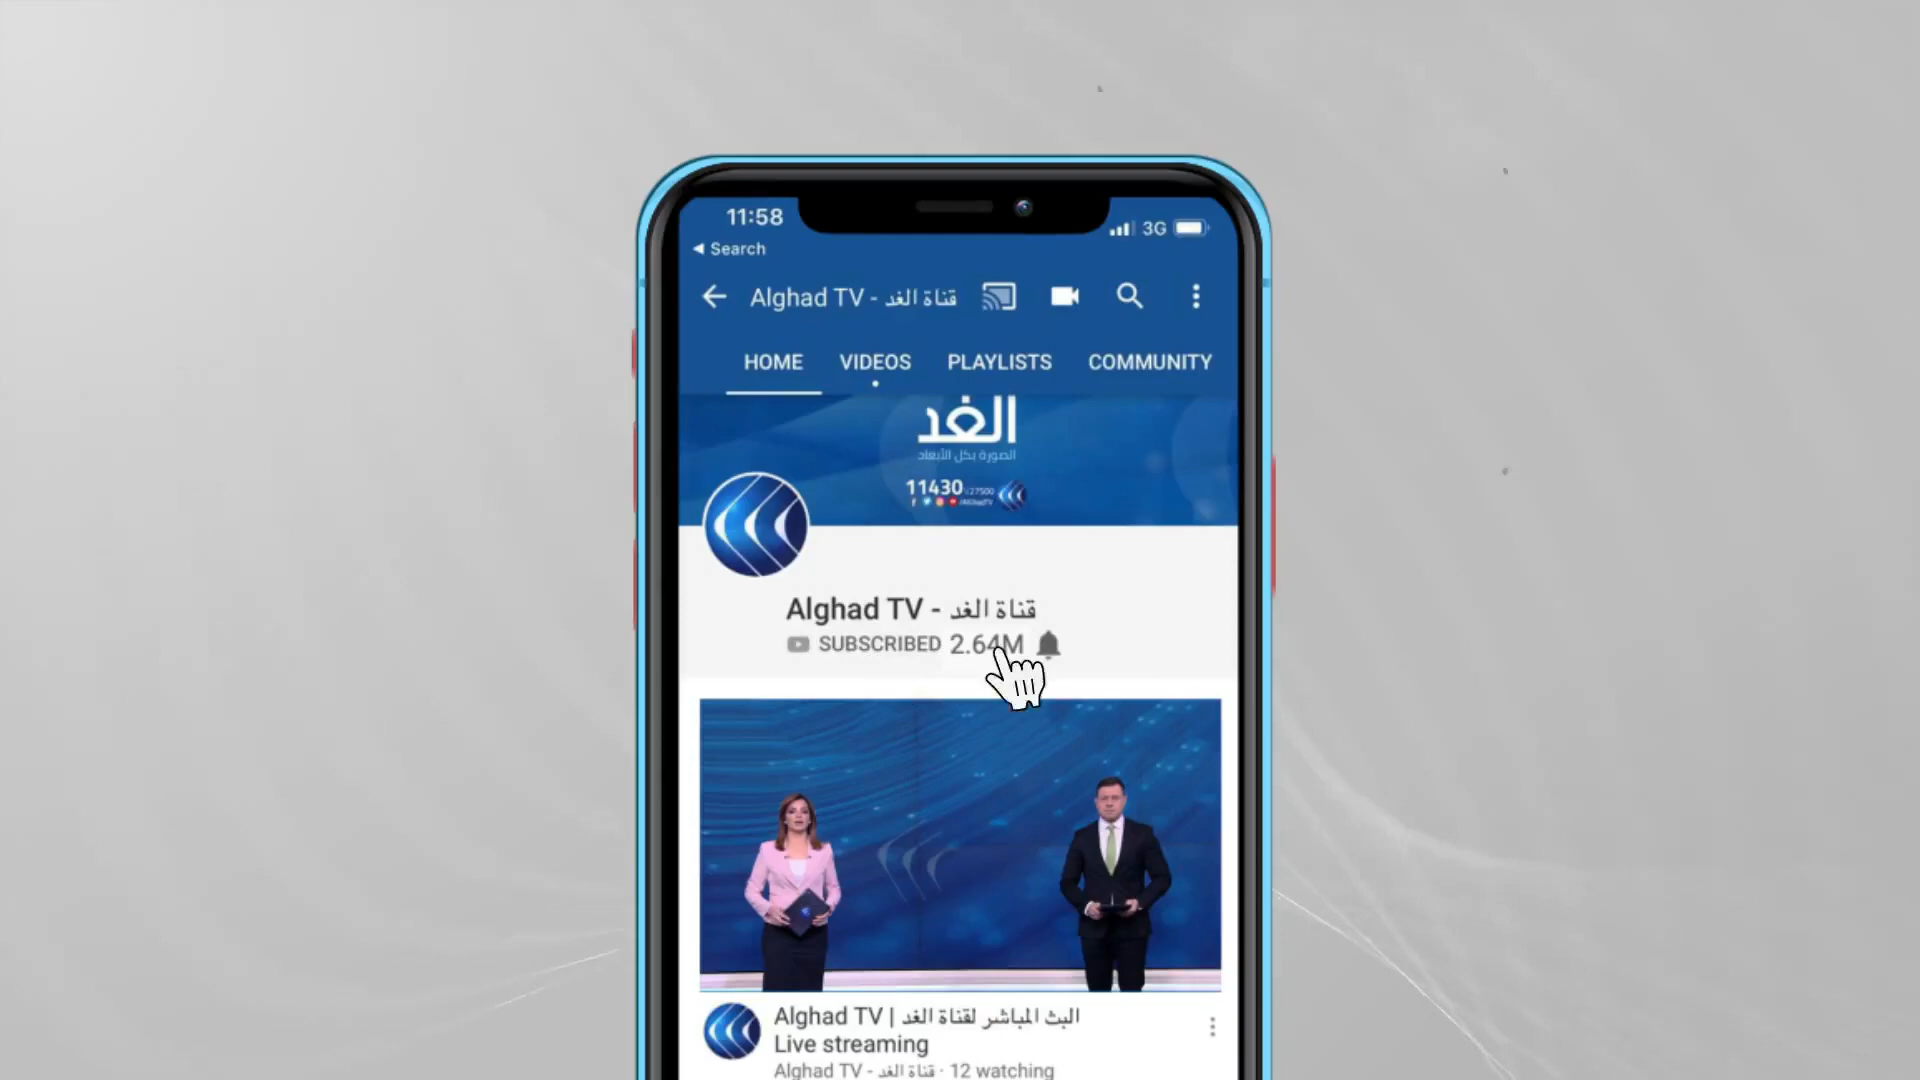 11:58
3G
Search
Alghad TV - قناة الغد
HOME VIDEOS PLAYLISTS COMMUNITY
الغد
الصورة بكل الأبعاد
11430
27500
Alghad TV - قناة الغد
SUBSCRIBED 2.64M
Alghad TV | البث المباشر لقناة الغد
Live streaming
Alghad TV - قناة الغد · 12 watching